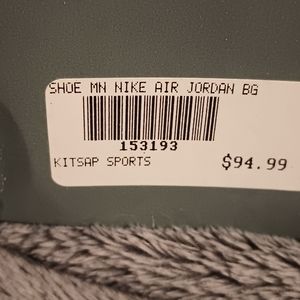 SHOE MN NIKE AIR JORDAN BG
153193
KITSAP SPORTS $94.99